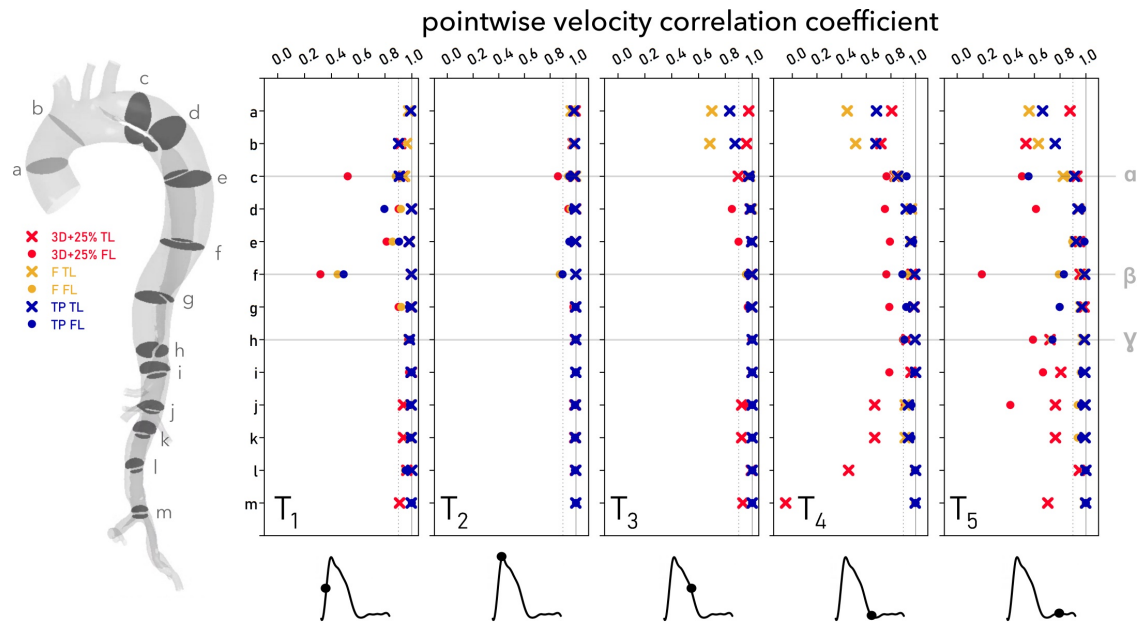 pointwise velocity correlation coefficient
0.0 0.2 0.4 0.6 0.8 1.0 0.0 0.2 0.4 0.6 0.8 1.0 0.0 0.2 0.4 0.6 0.8 1.0 0.0 0.2 0.4 0.6 0.8 1.0 0.0 0.2 0.4 0.6 0.8 1.0
c
b
d
a
e
f
g
h
i
j
k
l
m
3D+25% TL
3D+25% FL
F TL
F FL
TP TL
TP FL
a
b
c α
d
e
f β
g
h Ɣ
i
j
k
l
m
T1 T2 T3 T4 T5